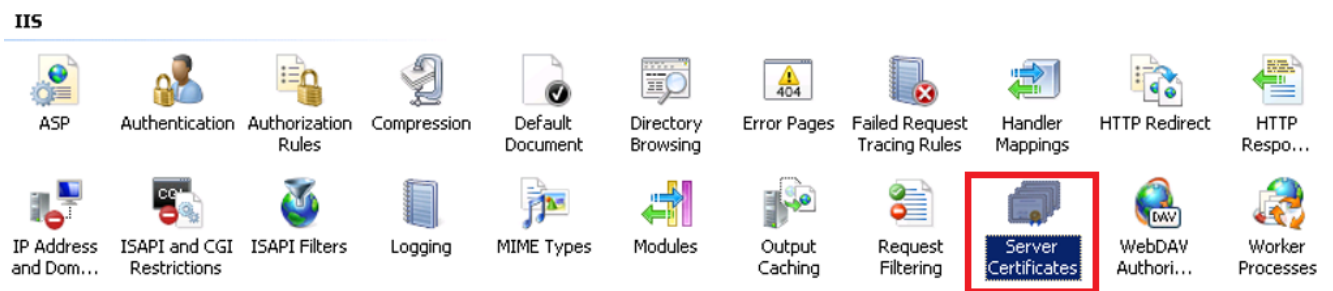 IIS
404
ASP
Authentication
Authorization
Rules
Compression
Default
Document
Directory
Browsing
Error Pages
Failed Request
Tracing Rules
Handler
Mappings
HTTP Redirect
HTTP
Respo...
CGI
DAV
IP Address
and Dom...
ISAPI and CGI
Restrictions
ISAPI Filters
Logging
MIME Types
Modules
Output
Caching
Request
Filtering
Server
Certificates
WebDAV
Authori...
Worker
Processes